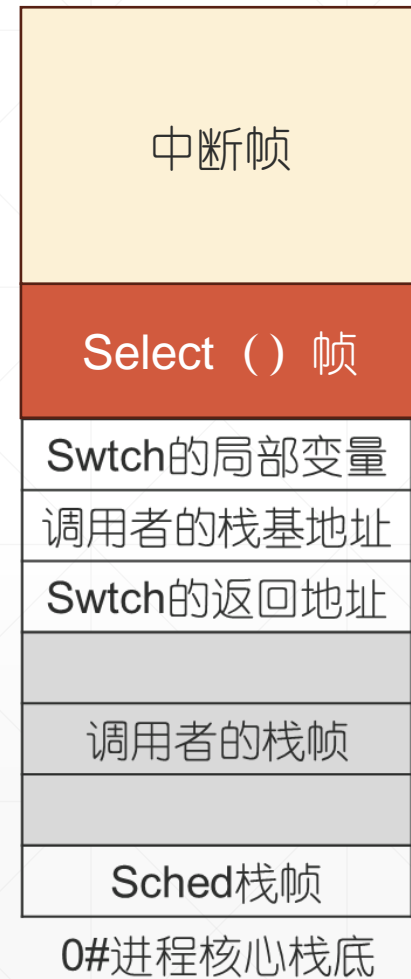 中断帧
Select（）帧
Swtch的局部变量
调用者的栈基地址
Swtch的返回地址
调用者的栈帧
Sched栈帧
0#进程核心栈底